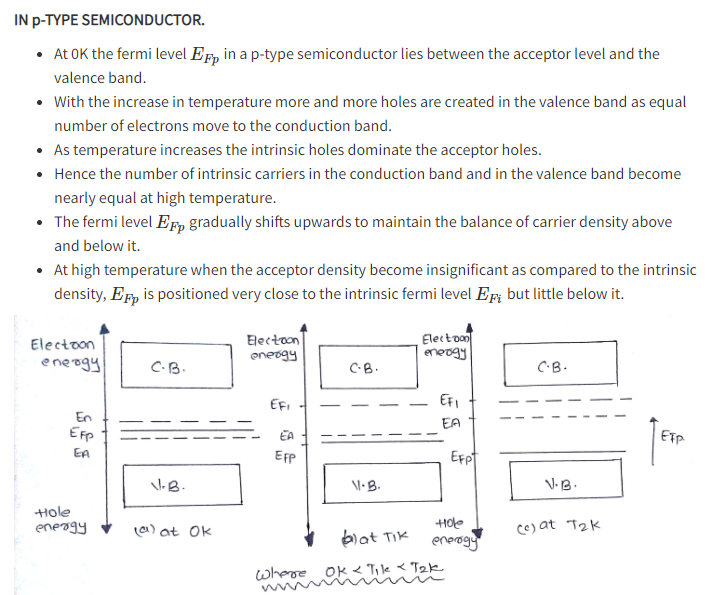 IN p-TYPE SEMICONDUCTOR.
At 0K the fermi level E_Fp in a p-type semiconductor lies between the acceptor level and the
valence band.
With the increase in temperature more and more holes are created in the valence band as equal
number of electrons move to the conduction band.
As temperature increases the intrinsic holes dominate the acceptor holes.
Hence the number of intrinsic carriers in the conduction band and in the valence band become
nearly equal at high temperature.
The fermi level E_Fp gradually shifts upwards to maintain the balance of carrier density above
and below it.
At high temperature when the acceptor density become insignificant as compared to the intrinsic
density, E_Fp is positioned very close to the intrinsic fermi level E_Fi but little below it.
Electron
energy
C.B.
En
EFp
EA
V.B.
Hole
energy
(a) at 0k
Electron
energy
C.B.
EFi
EA
EFp
V.B.
b) at T1k
Electron
energy
C.B.
EFi
EA
EFp
V.B.
Hole
energy
(c) at T2k
EFp
where 0k < T1k < T2k